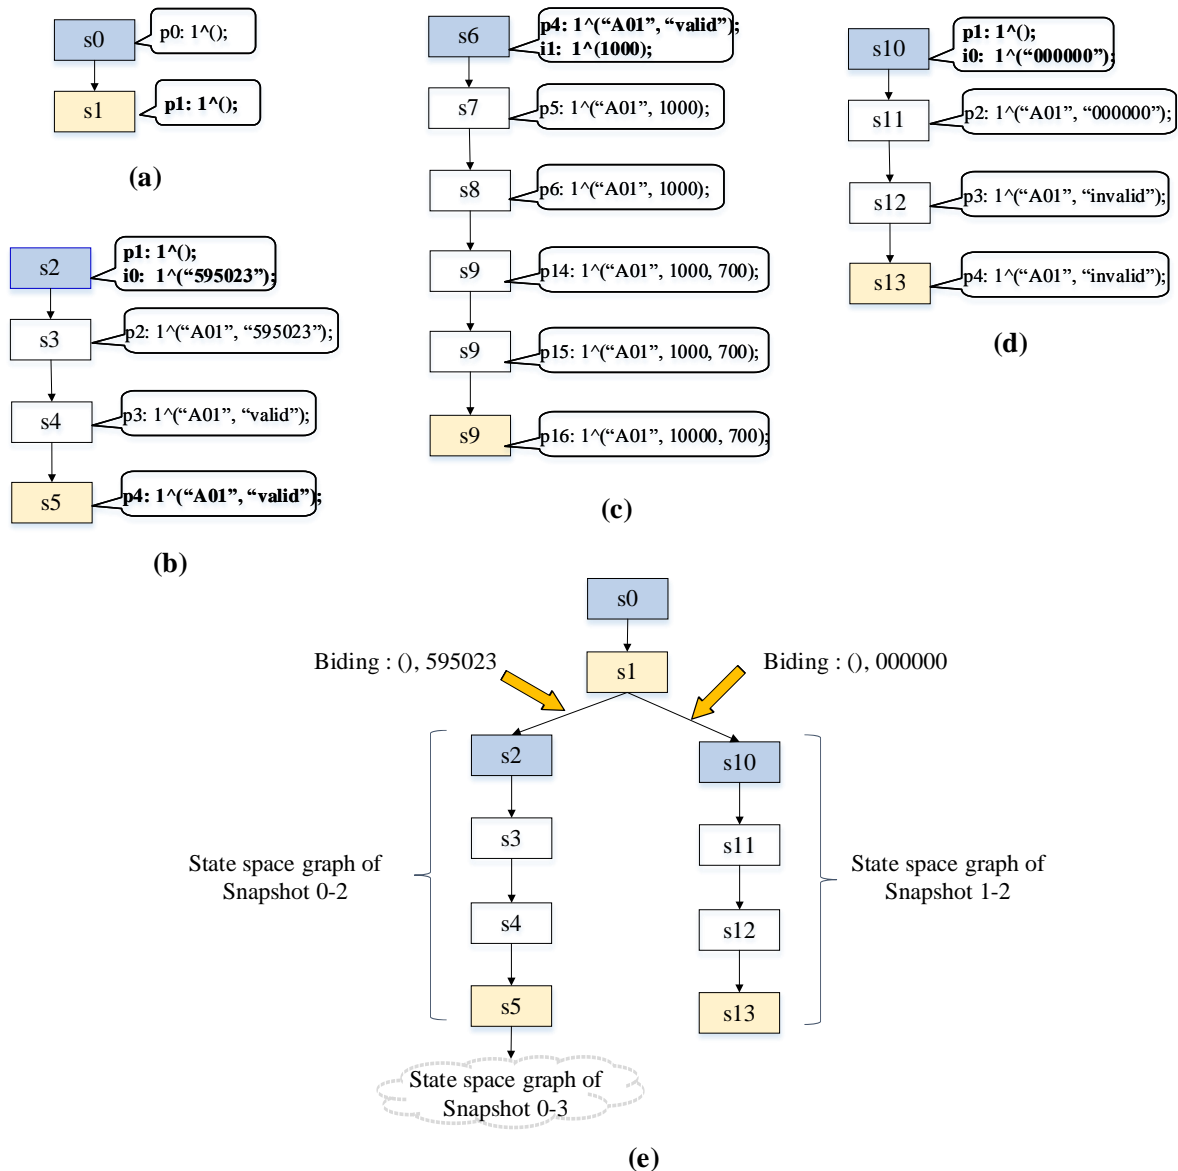 s0
p0: 1^();
s1
p1: 1^();
(a)
s2
p1: 1^();
i0: 1^(“595023”);
s3
p2: 1^(“A01”, “595023”);
s4
p3: 1^(“A01”, “valid”);
s5
p4: 1^(“A01”, “valid”);
(b)
s6
p4: 1^(“A01”, “valid”);
i1: 1^(1000);
s7
p5: 1^(“A01”, 1000);
s8
p6: 1^(“A01”, 1000);
s9
p14: 1^(“A01”, 1000, 700);
s9
p15: 1^(“A01”, 1000, 700);
s9
p16: 1^(“A01”, 10000, 700);
(c)
s10
p1: 1^();
i0: 1^(“000000”);
s11
p2: 1^(“A01”, “000000”);
s12
p3: 1^(“A01”, “invalid”);
s13
p4: 1^(“A01”, “invalid”);
(d)
s0
Biding : (), 595023
s1
Biding : (), 000000
s2
s10
s3
s11
State space graph of
Snapshot 0-2
State space graph of
Snapshot 1-2
s4
s12
s5
s13
State space graph of
Snapshot 0-3
(e)